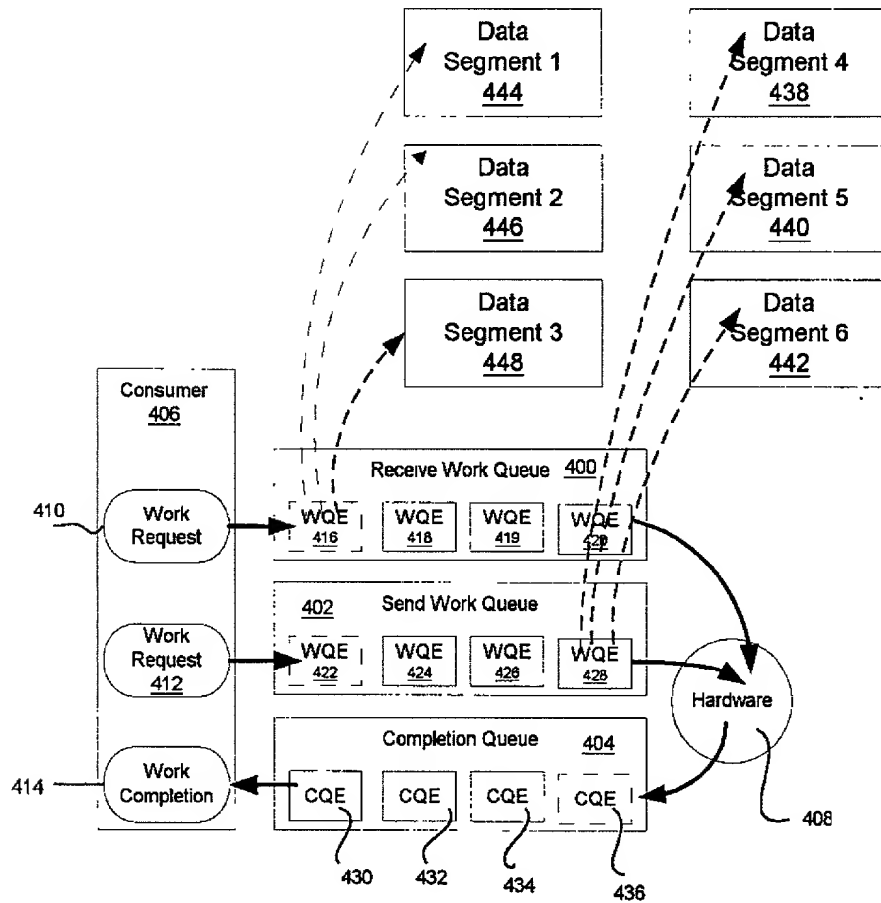 Data
Segment 1
444
Data
Segment 4
438
Data
Segment 2
446
Data
Segment 5
440
Data
Segment 3
448
Data
Segment 6
442
Consumer
406
Receive Work Queue 400
410
Work
Request
WQE
416
WQE
418
WQE
419
WQE
420
402 Send Work Queue
Work
Request
412
WQE
422
WQE
424
WQE
426
WQE
428
Hardware
Completion Queue 404
414
Work
Completion
CQE
CQE
CQE
CQE
408
430
432
434
436